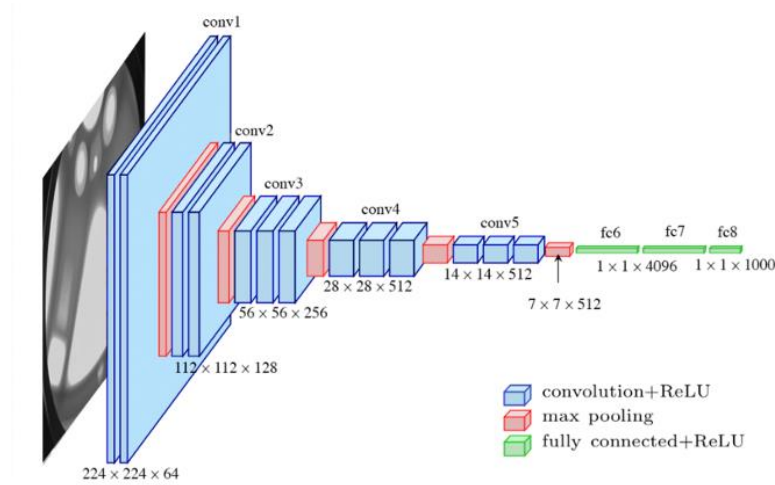 conv1
conv2
conv3
conv4
conv5
fc6
fc7
fc8
224 × 224 × 64
112 × 112 × 128
56 × 56 × 256
28 × 28 × 512
14 × 14 × 512
7 × 7 × 512
1 × 1 × 4096
1 × 1 × 1000
convolution+ReLU
max pooling
fully connected+ReLU